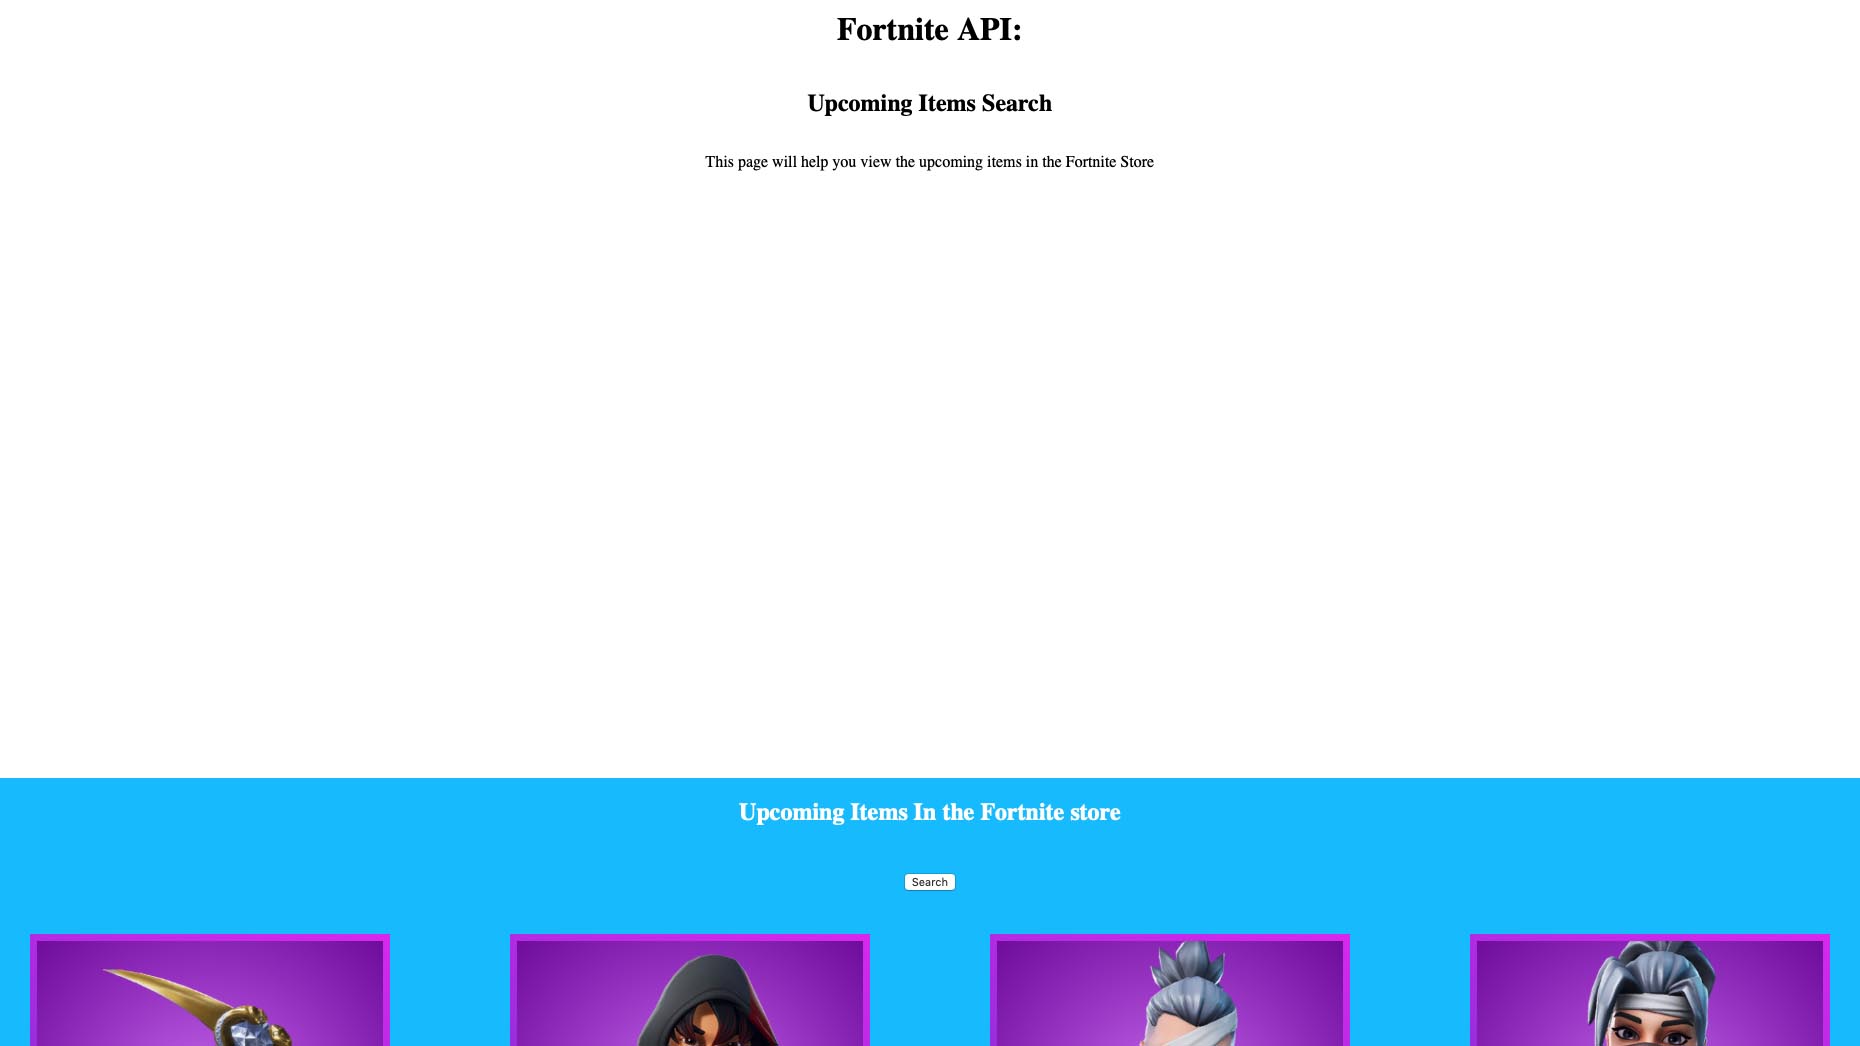 Fortnite API:
Upcoming Items Search
This page will help you view the upcoming items in the Fortnite Store
Upcoming Items In the Fortnite store
Search